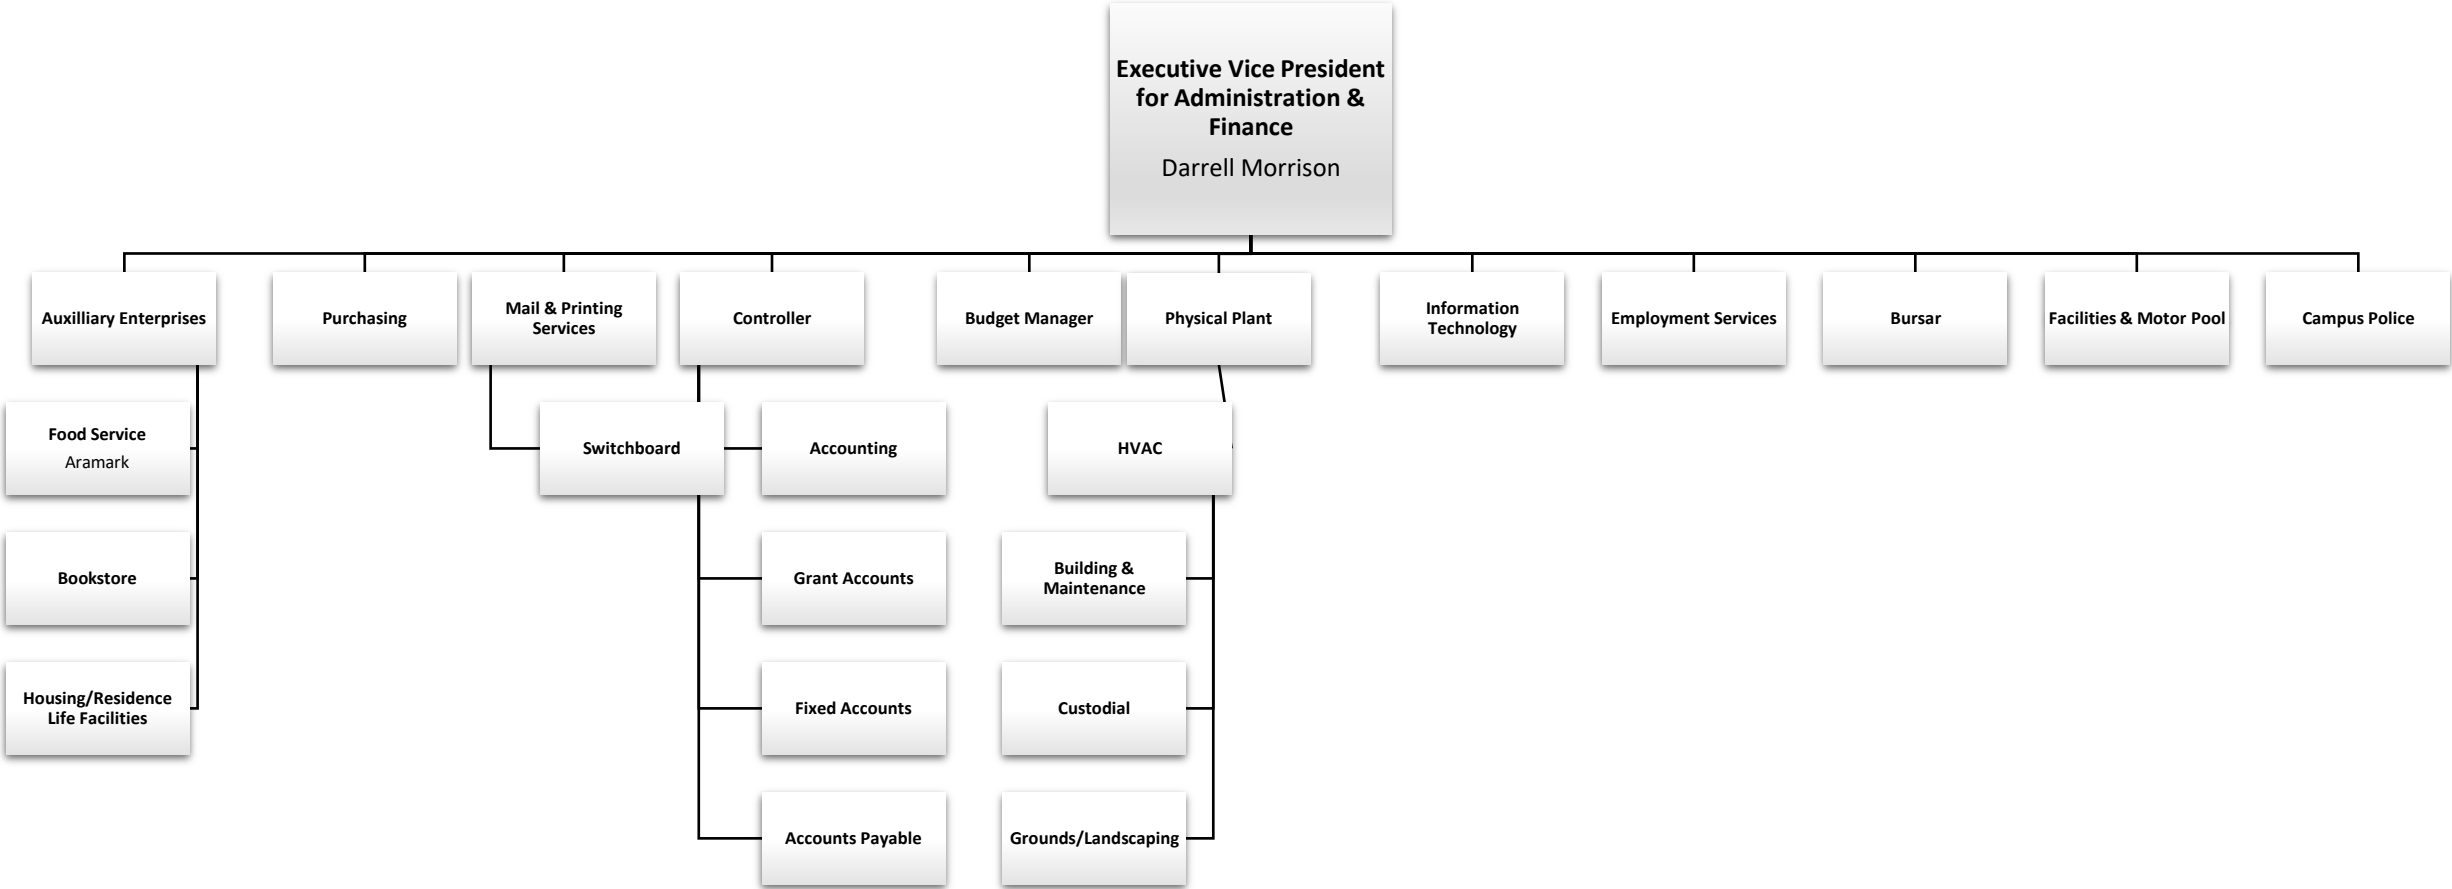 Executive Vice President
for Administration &
Finance
Darrell Morrison
Auxilliary Enterprises
Purchasing
Mail & Printing
Services
Controller
Budget Manager
Physical Plant
Information
Technology
Employment Services
Bursar
Facilities & Motor Pool
Campus Police
Food Service
Aramark
Switchboard
Accounting
HVAC
Bookstore
Grant Accounts
Building &
Maintenance
Housing/Residence
Life Facilities
Fixed Accounts
Custodial
Accounts Payable
Grounds/Landscaping